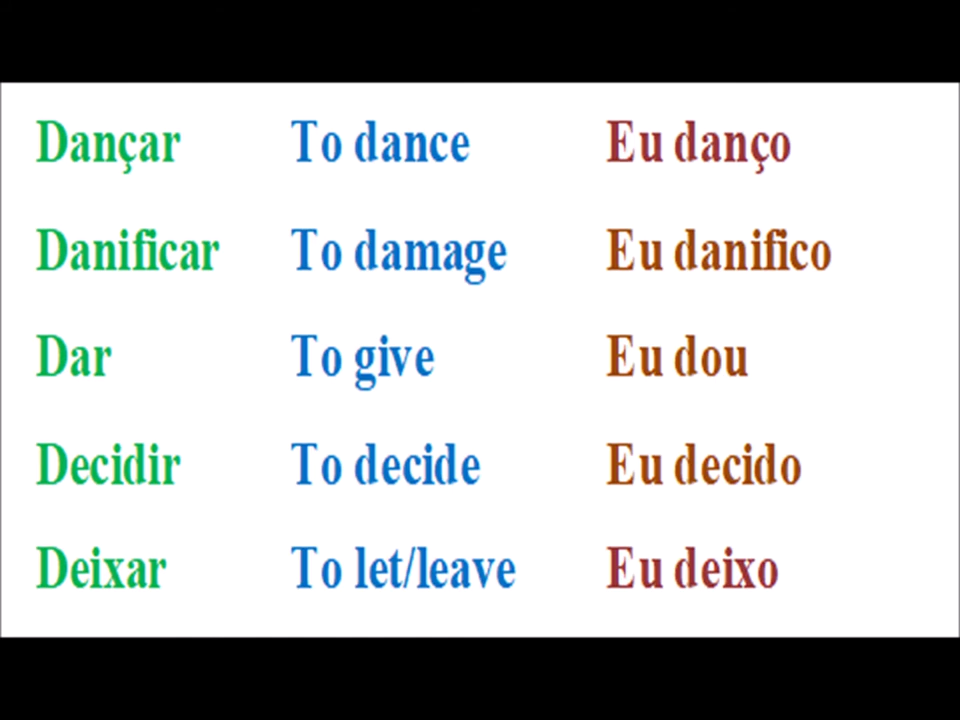 Dançar To dance Eu danço
Danificar To damage Eu danifico
Dar To give Eu dou
Decidir To decide Eu decido
Deixar To let/leave Eu deixo